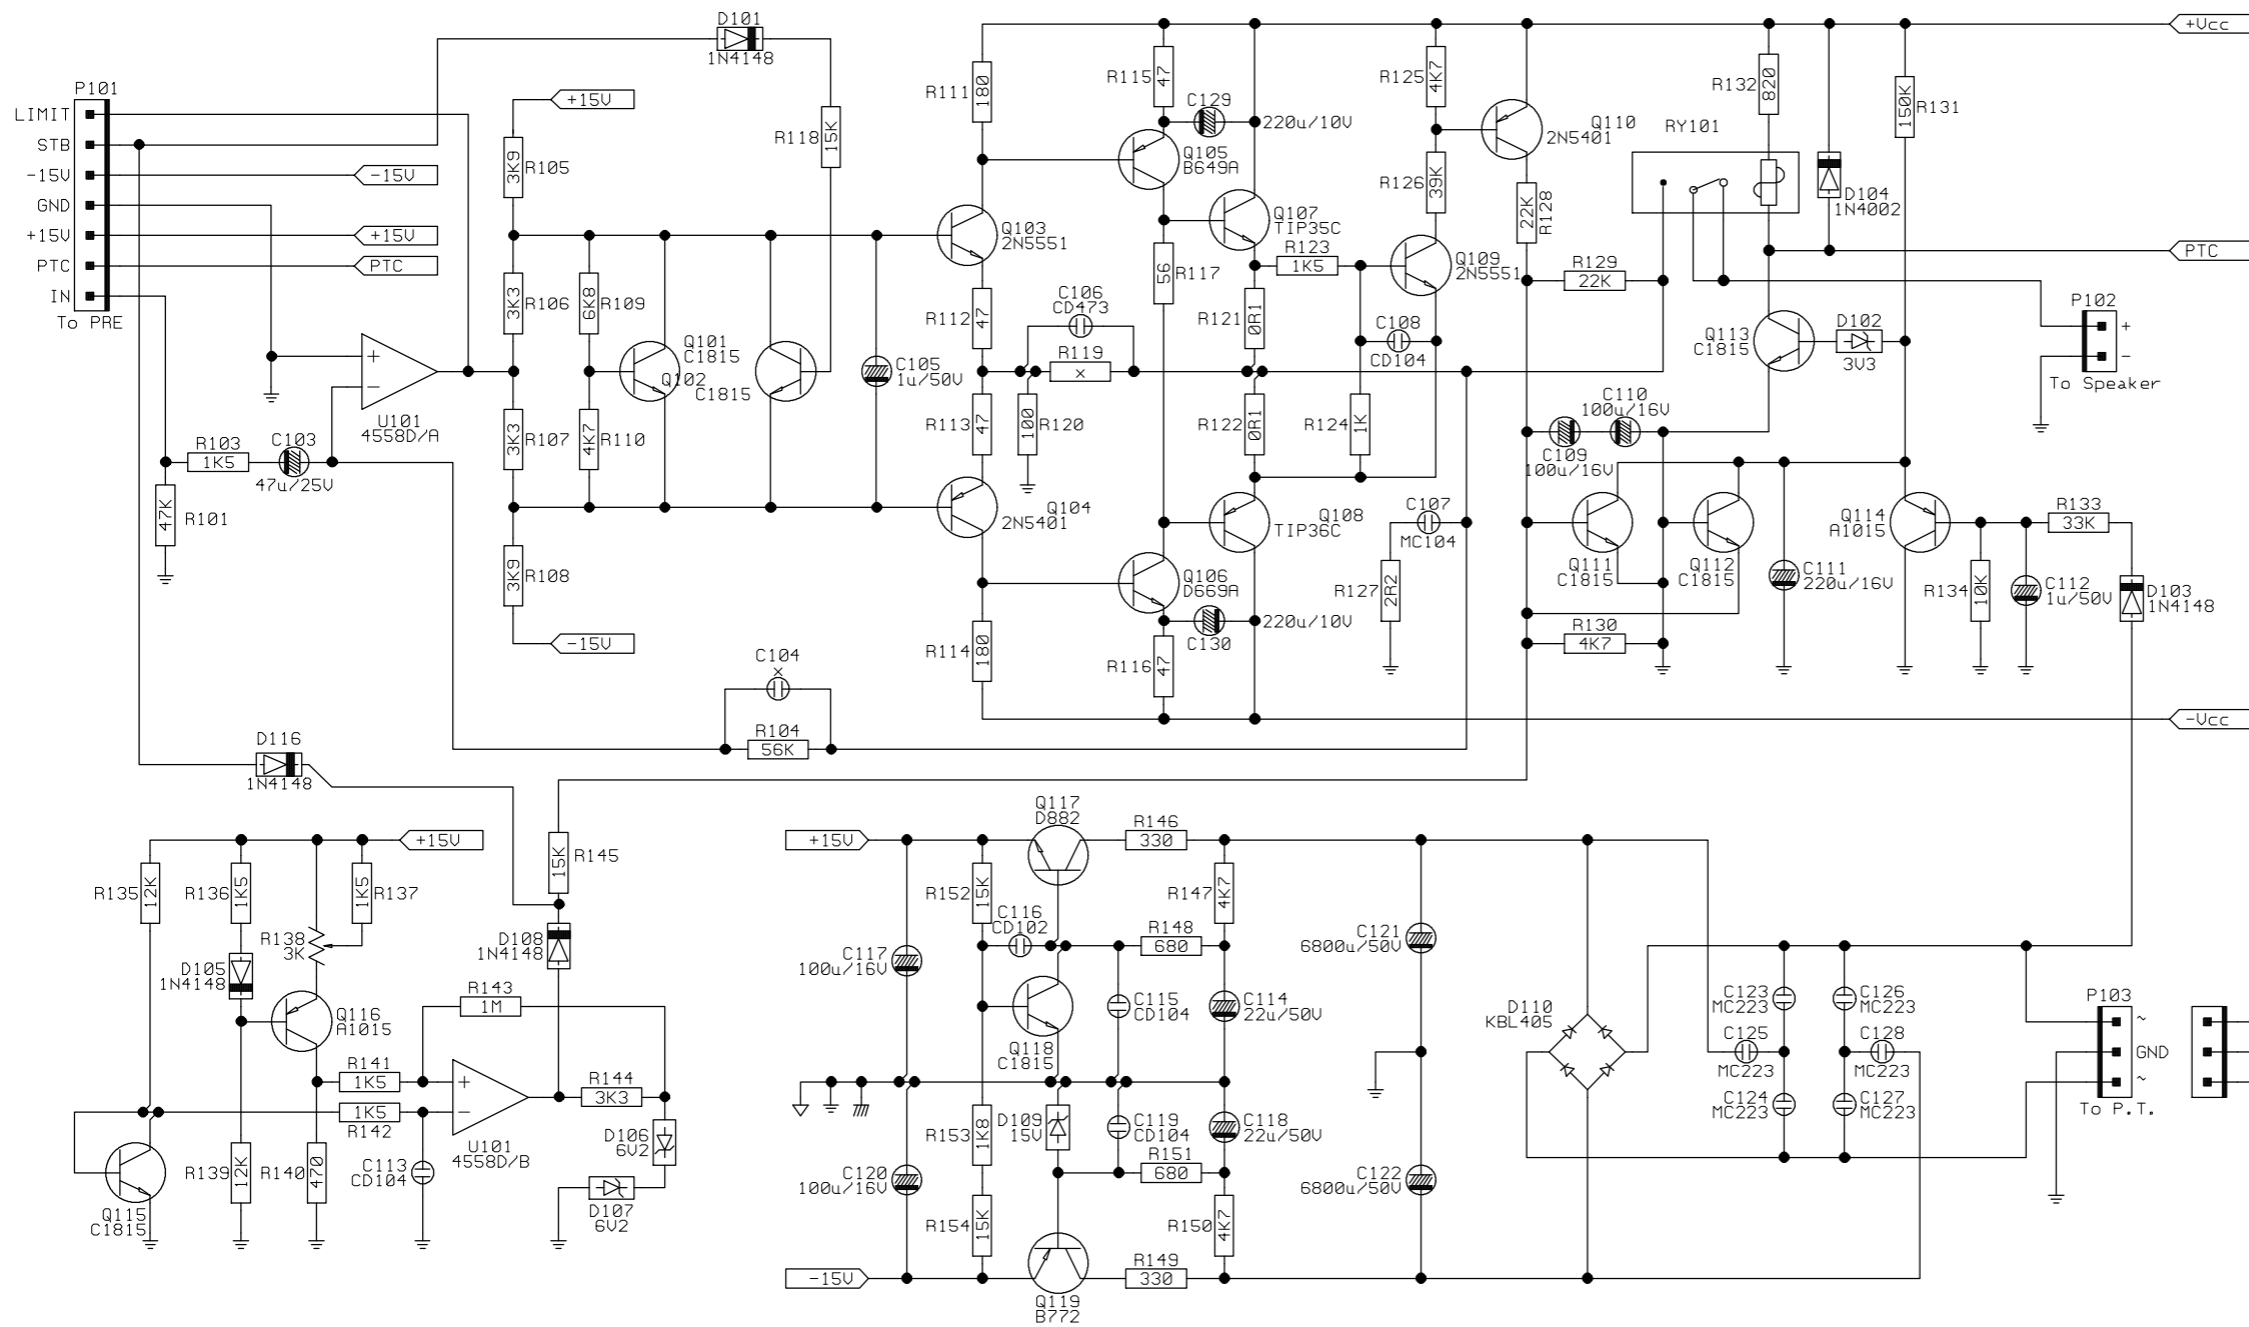 D101
1N4148
+Vcc
P101
LIMIT
STB
-15V
GND
+15V
PTC
IN
To PRE
-15V
+15V
PTC
+15V
R118
15K
R105
3K9
R106
3K3
R109
6K8
R107
3K3
R110
4K7
R108
3K9
-15V
Q101
C1815
Q102
C1815
C105
1u/50V
U101
4558D/A
R103
1K5
C103
47u/25V
R101
47K
R111
180
Q103
2N5551
R112
47
R113
47
Q104
2N5401
R114
180
C106
CD473
R119
x
R120
100
R115
47
C129
220u/10V
Q105
B649A
Q107
TIP35C
R117
56
R121
0R1
R122
0R1
Q108
TIP36C
Q106
D669A
C130
220u/10V
R116
47
R123
1K5
C108
CD104
R124
1K
R125
4K7
R126
39K
Q109
2N5551
Q110
2N5401
R128
22K
C107
MC104
R127
2R2
R129
22K
RY101
R132
820
D104
1N4002
R131
150K
PTC
P102
+
-
To Speaker
Q113
C1815
D102
3V3
C110
100u/16V
C109
100u/16V
Q111
C1815
Q112
C1815
R130
4K7
C111
220u/16V
Q114
A1015
R133
33K
R134
10K
C112
1u/50V
D103
1N4148
-Vcc
C104
x
R104
56K
D116
1N4148
+15V
R135
12K
R136
1K5
R137
1K5
R138
3K
D105
1N4148
Q116
A1015
R143
1M
R141
1K5
R142
1K5
U101
4558D/B
R139
12K
R140
470
C113
CD104
Q115
C1815
R145
15K
D108
1N4148
R144
3K3
D106
6V2
D107
6V2
+15V
Q117
D882
R146
330
R152
15K
R147
4K7
C116
CD102
R148
680
C117
100u/16V
C115
CD104
C114
22u/50V
Q118
C1815
D109
15V
C119
CD104
C118
22u/50V
R153
1K8
R151
680
C120
100u/16V
R154
15K
R150
4K7
-15V
Q119
B772
R149
330
C121
6800u/50V
C122
6800u/50V
D110
KBL405
C123
MC223
C126
MC223
C125
MC223
C128
MC223
C124
MC223
C127
MC223
P103
~
GND
~
To P.T.